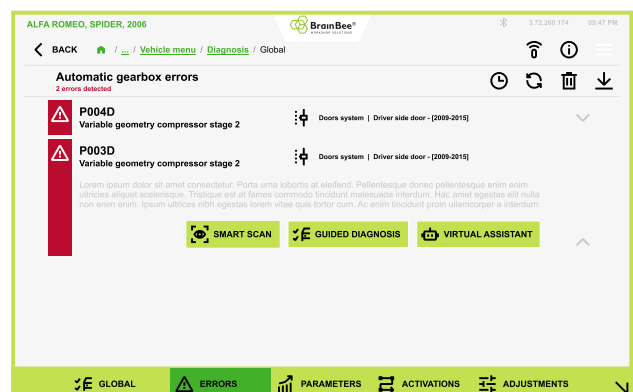 ALFA ROMEO, SPIDER, 2006
BrainBee®
WORKSHOP SOLUTIONS
3.72.260.174
05:47 PM
BACK / ... / Vehicle menu / Diagnosis / Global
Automatic gearbox errors
2 errors detected
P004D
Variable geometry compressor stage 2
Doors system | Driver side door - [2009-2015]
P003D
Variable geometry compressor stage 2
Doors system | Driver side door - [2009-2015]
Lorem ipsum dolor sit amet consectetur. Porta urna lobortis at eleifend. Pellentesque donec pellentesque enim enim
ultricies aliquet scelerisque. Tristique est at fames commodo tincidunt malesuada interdum. Hac amet egestas elit nulla
non enim enim. Ipsum ultrices nibh egestas lorem vitae quis tortor cum. Ac enim tincidunt proin ullamcorper a interdum.
SMART SCAN
GUIDED DIAGNOSIS
VIRTUAL ASSISTANT
GLOBAL
ERRORS
PARAMETERS
ACTIVATIONS
ADJUSTMENTS